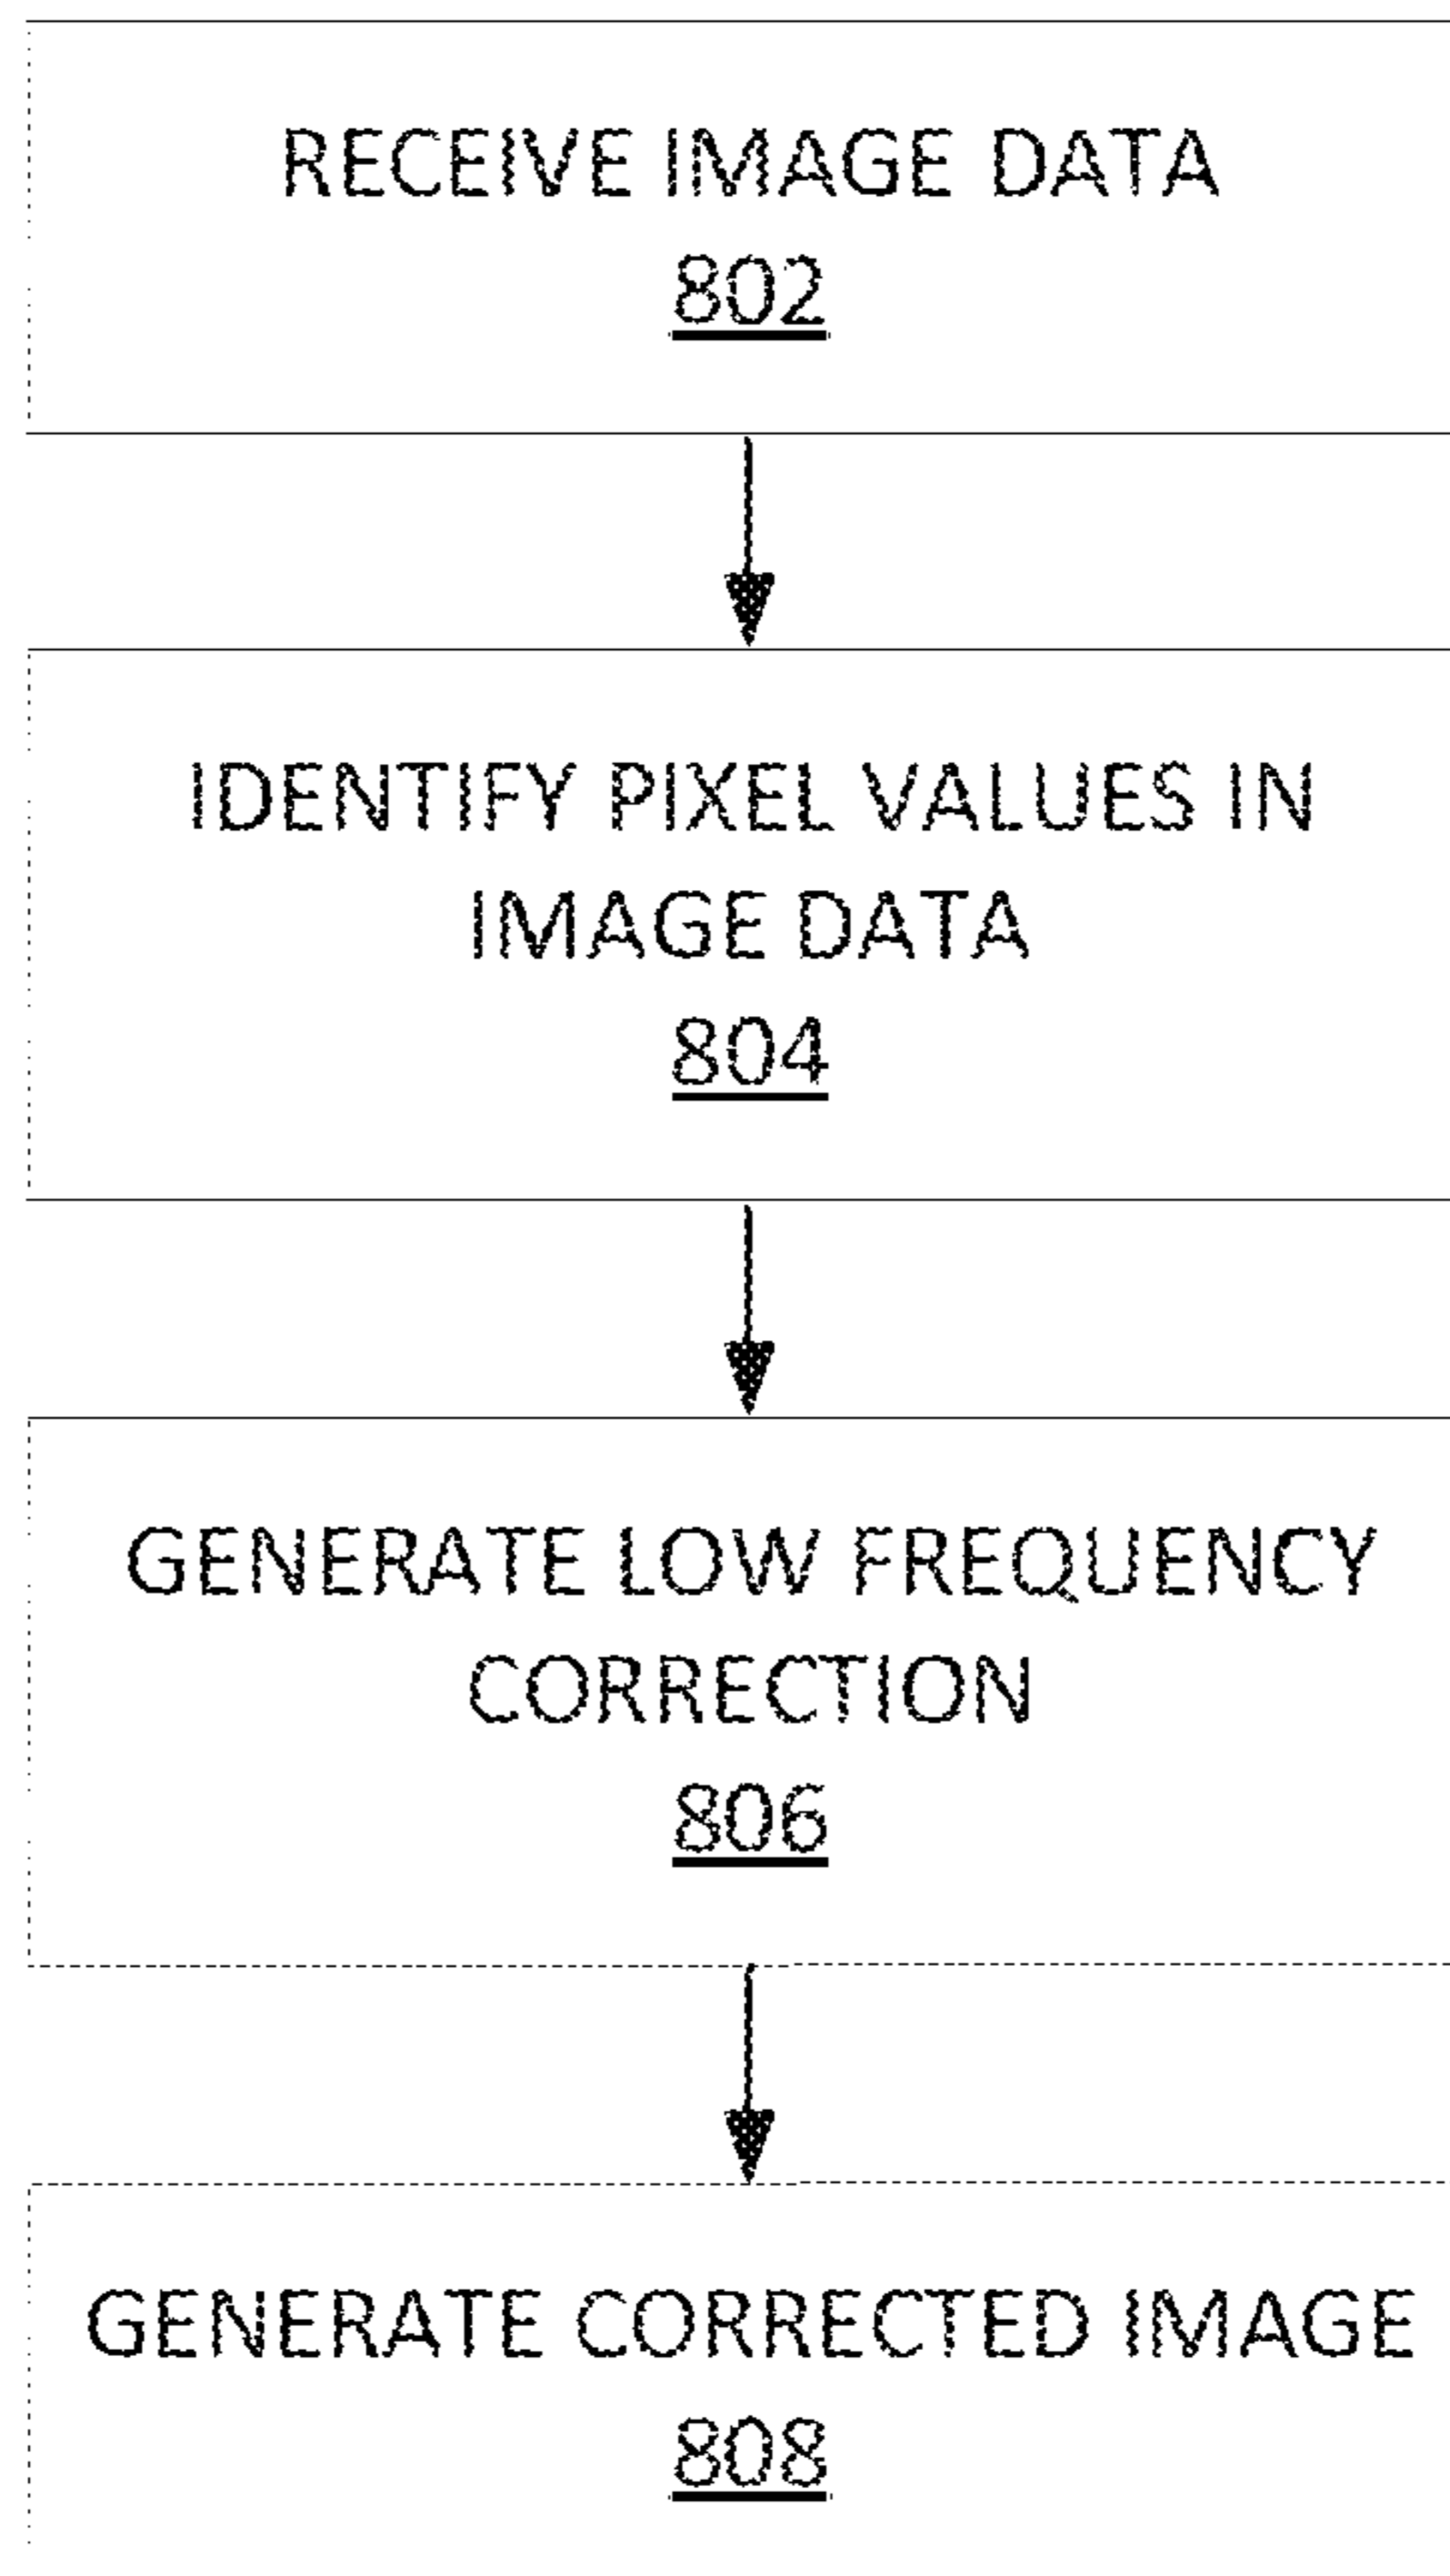 RECEIVE IMAGE DATA
802
IDENTIFY PIXEL VALUES IN
IMAGE DATA
804
GENERATE LOW FREQUENCY
CORRECTION
806
GENERATE CORRECTED IMAGE
808